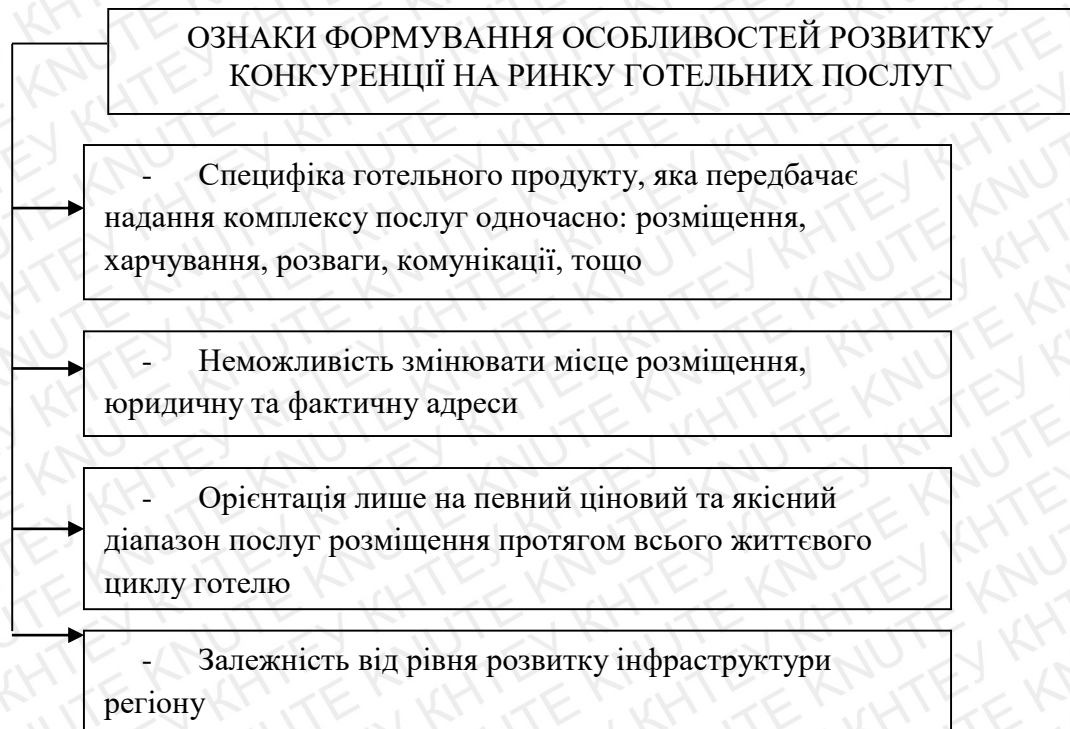 ОЗНАКИ ФОРМУВАННЯ ОСОБЛИВОСТЕЙ РОЗВИТКУ
КОНКУРЕНЦІЇ НА РИНКУ ГОТЕЛЬНИХ ПОСЛУГ
- Специфіка готельного продукту, яка передбачає
надання комплексу послуг одночасно: розміщення,
харчування, розваги, комунікації, тощо
- Неможливість змінювати місце розміщення,
юридичну та фактичну адреси
- Орієнтація лише на певний ціновий та якісний
діапазон послуг розміщення протягом всього життєвого
циклу готелю
- Залежність від рівня розвитку інфраструктури
регіону